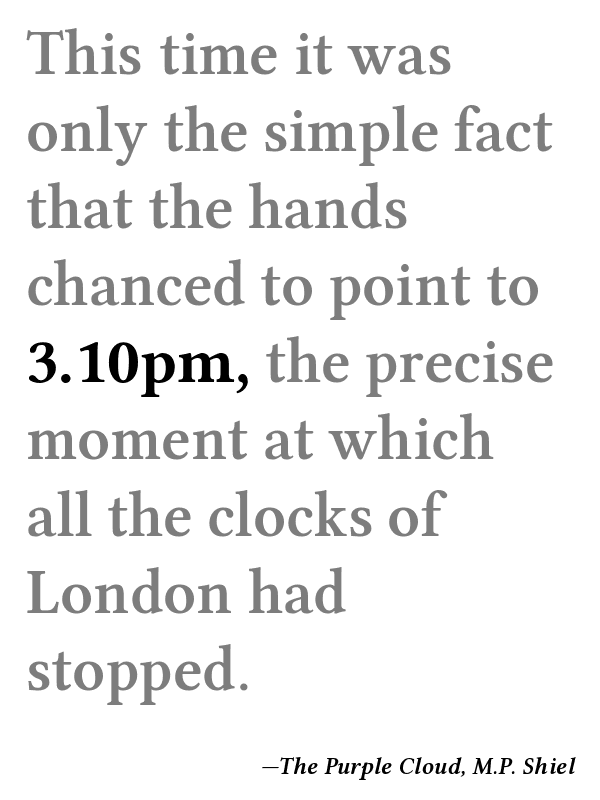 This time it was
only the simple fact
that the hands
chanced to point to
3.10pm, the precise
moment at which
all the clocks of
London had
stopped.
—The Purple Cloud, M.P. Shiel